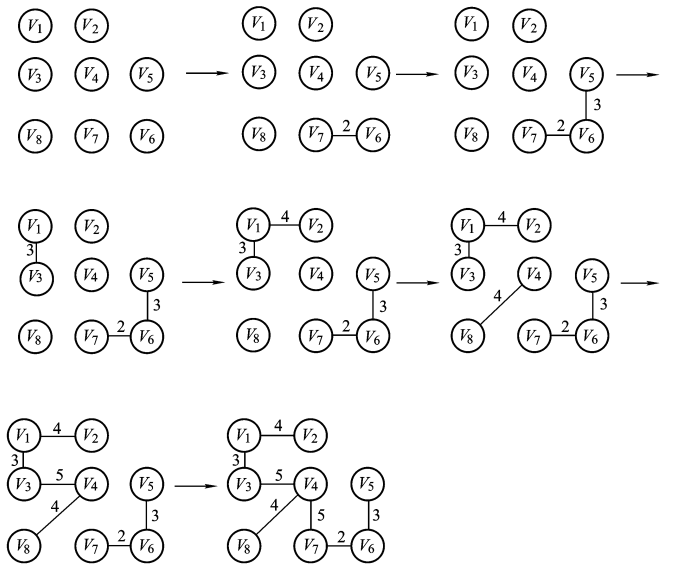 V1 V2 V1 V2 V1 V2
V3 V4 V5 V3 V4 V5 V3 V4 V5
3
V8 V7 V6 V8 V7 2 V6 V8 V7 2 V6
V1 V2 V1 4 V2 V1 4 V2
3 3 3
V3 V4 V5 V3 V4 V5 V3 V4 V5
3 3 4 3
V8 V7 2 V6 V8 V7 2 V6 V8 V7 2 V6
V1 4 V2 V1 4 V2
3 3
V3 5 V4 V5 V3 5 V4 V5
4 3 4 5 3
V8 V7 2 V6 V8 V7 2 V6